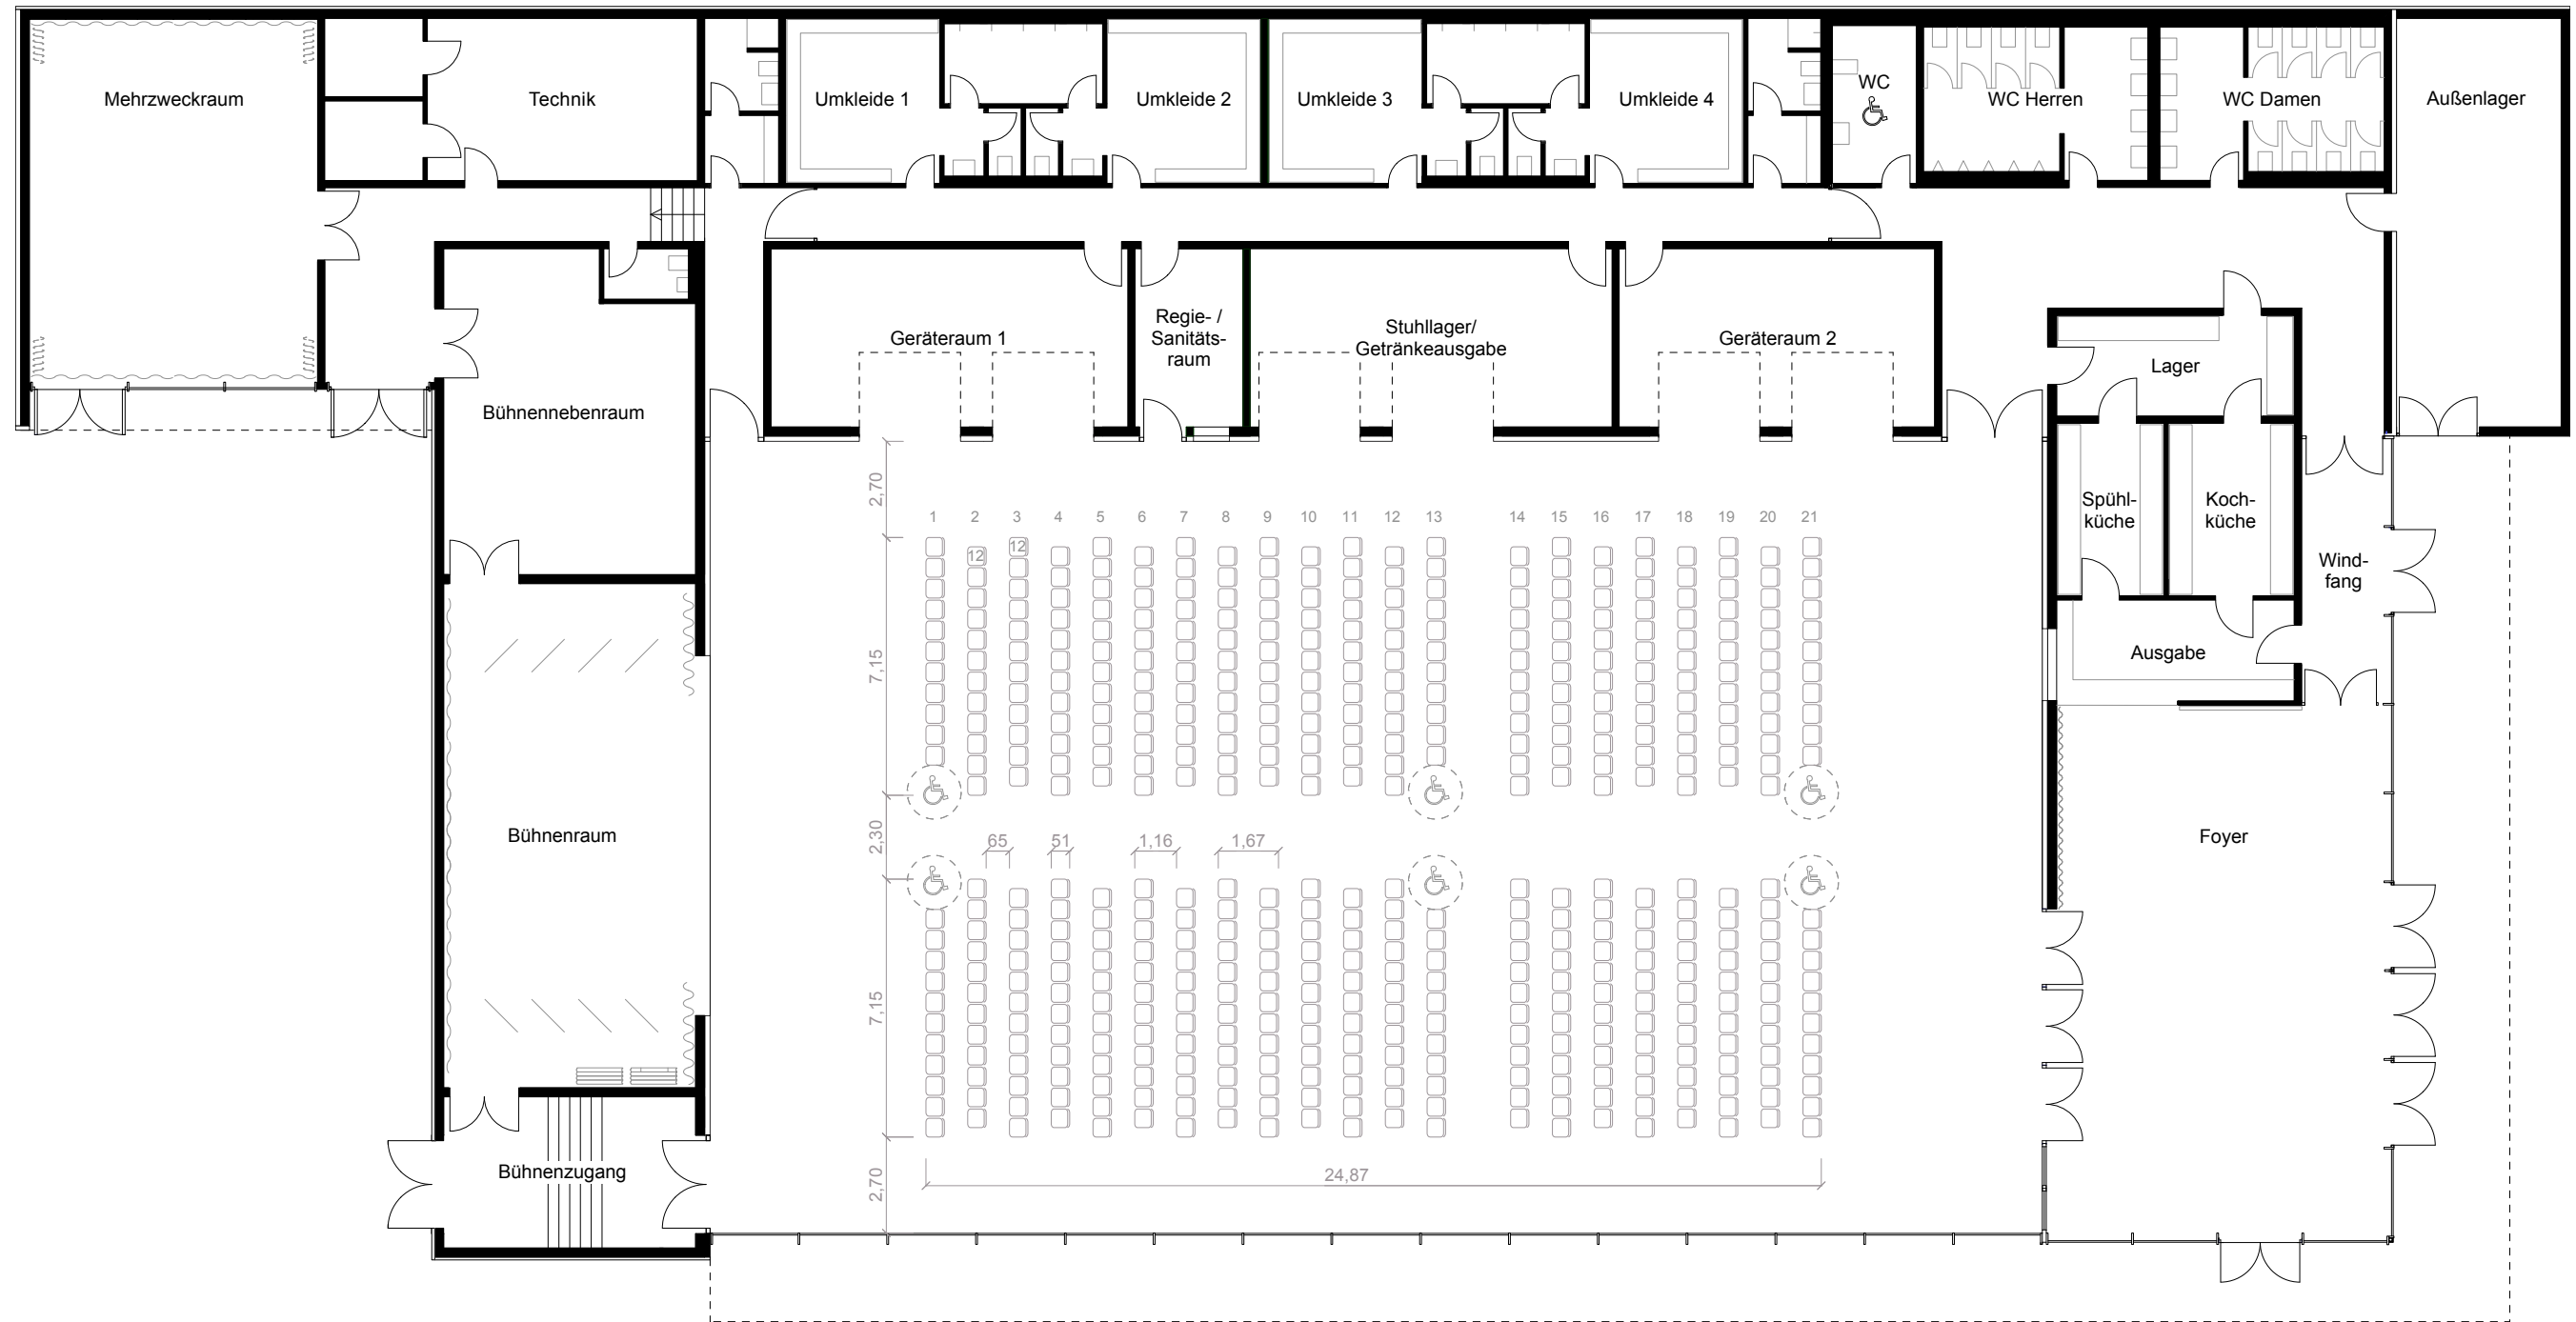 Mehrzweckraum
Technik
Umkleide 1
Umkleide 2
Umkleide 3
Umkleide 4
WC
WC Herren
WC Damen
Außenlager
Geräteraum 1
Regie- /
Sanitäts-
raum
Stuhllager/
Getränkeausgabe
Geräteraum 2
Lager
Bühnennebenraum
Spühl-
küche
Koch-
küche
Wind-
fang
Ausgabe
2,70
1 2 3 4 5 6 7 8 9 10 11 12 13 14 15 16 17 18 19 20 21
12
12
7,15
Bühnenraum
2,30
65 51 1,16 1,67
Foyer
7,15
Bühnenzugang
2,70
24,87